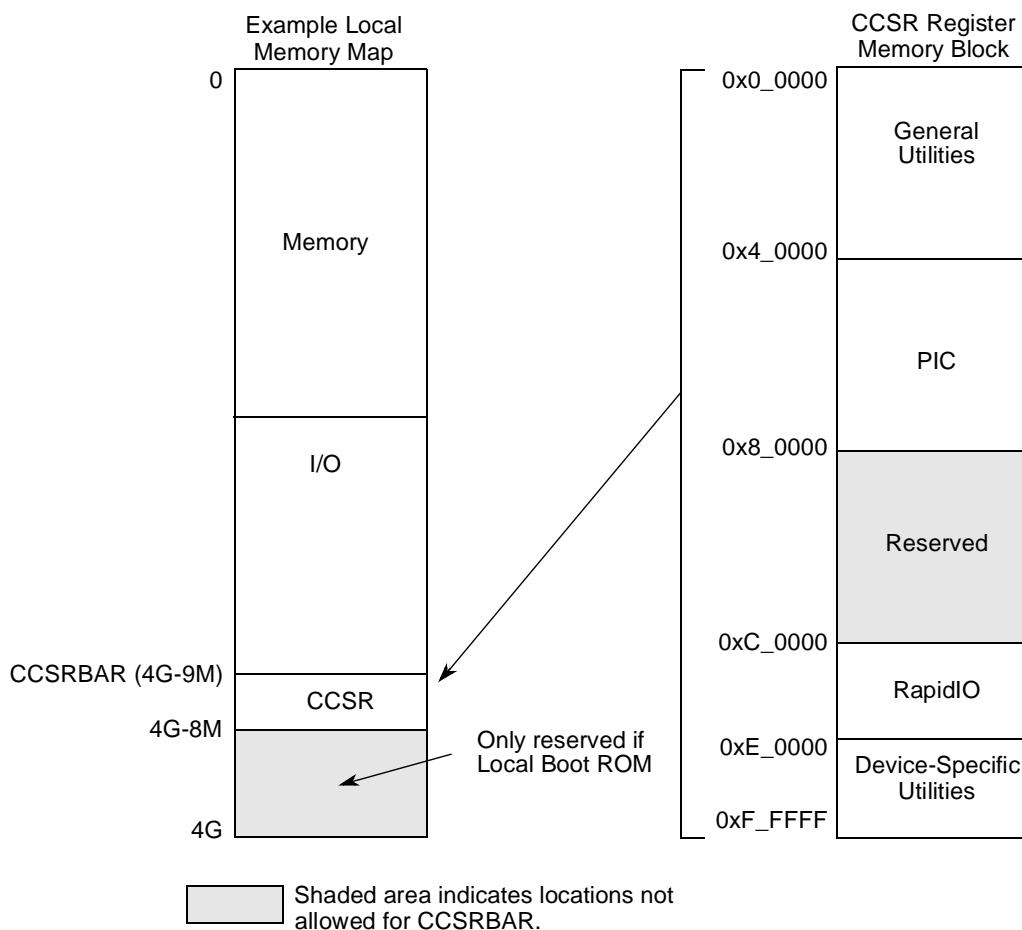 Example Local
Memory Map
0
Memory
I/O
CCSRBAR (4G-9M)
CCSR
4G-8M
Only reserved if
Local Boot ROM
4G
CCSR Register
Memory Block
0x0_0000
General
Utilities
0x4_0000
PIC
0x8_0000
Reserved
0xC_0000
RapidIO
0xE_0000
Device-Specific
Utilities
0xF_FFFF
Shaded area indicates locations not
allowed for CCSRBAR.